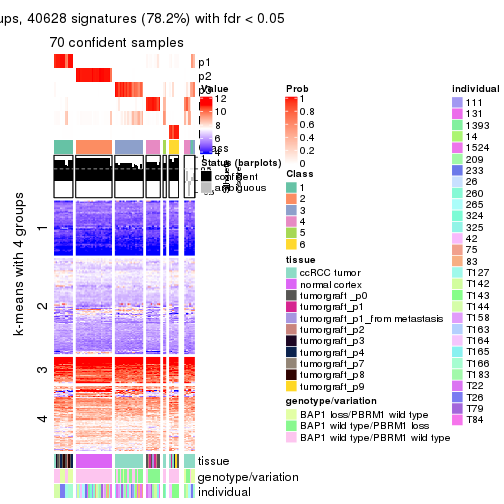 ups, 40628 signatures (78.2%) with fdr < 0.05
70 confident samples
p1
p2
Value
12
10
8
6
4
Prob
1
0.8
0.6
0.4
0.2
0
Status (barplots)
confident
ambiguous
Class
1
2
3
4
5
6
k-means with 4 groups
1
2
3
4
tissue
ccRCC tumor
normal cortex
tumorgraft _p0
tumorgraft_p1
tumorgraft_p1_from metastasis
tumorgraft_p2
tumorgraft_p3
tumorgraft_p4
tumorgraft_p7
tumorgraft_p8
tumorgraft_p9
genotype/variation
BAP1 loss/PBRM1 wild type
BAP1 wild type/PBRM1 loss
BAP1 wild type/PBRM1 wild type
individual
111
131
1393
14
1524
209
233
26
260
265
324
325
42
75
83
T127
T142
T143
T144
T158
T163
T164
T165
T166
T183
T22
T26
T79
T84
tissue
genotype/variation
individual